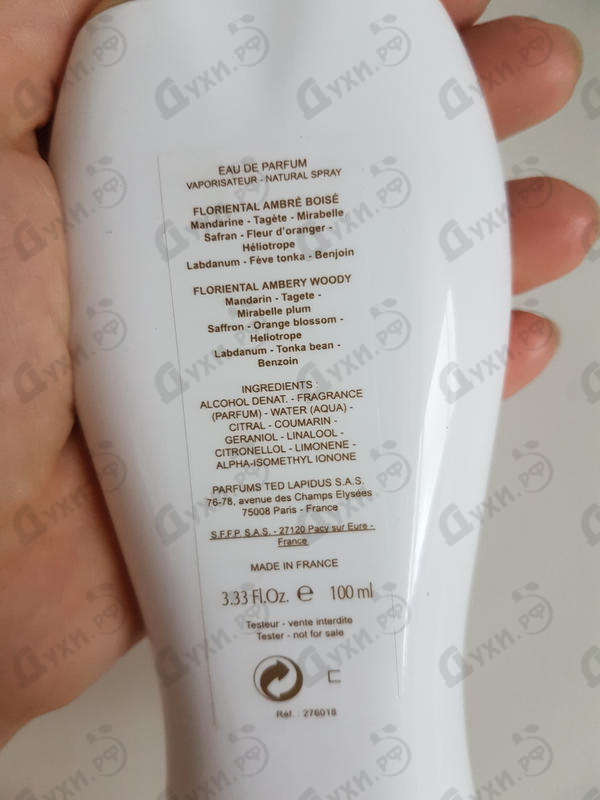 EAU DE PARFUM
VAPORISATEUR - NATURAL SPRAY
FLORIENTAL AMBRÉ BOISÉ
Mandarine - Tagète - Mirabelle
Safran - Fleur d'oranger -
Héliotrope
Labdanum - Fève tonka - Benjoin
FLORIENTAL AMBERY WOODY
Mandarin - Tagete -
Mirabelle plum
Saffron - Orange blossom -
Heliotrope
Labdanum - Tonka bean -
Benzoin
INGREDIENTS :
ALCOHOL DENAT. - FRAGRANCE
(PARFUM) - WATER (AQUA) -
CITRAL - COUMARIN -
GERANIOL - LINALOOL -
CITRONELLOL - LIMONENE -
ALPHA-ISOMETHYL IONONE
PARFUMS TED LAPIDUS S.A.S.
76-78, avenue des Champs Elysées
75008 Paris - France
S.F.F.P. S.A.S. - 27120 Pacy sur Eure -
France
MADE IN FRANCE
3.33 Fl.Oz. e 100 ml
Testeur - vente interdite
Tester - not for sale
Réf. : 276018
Духи.РФ